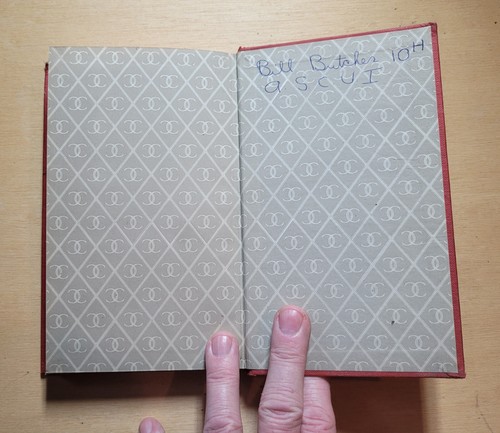 Bill Butcher 10H
A S C V I